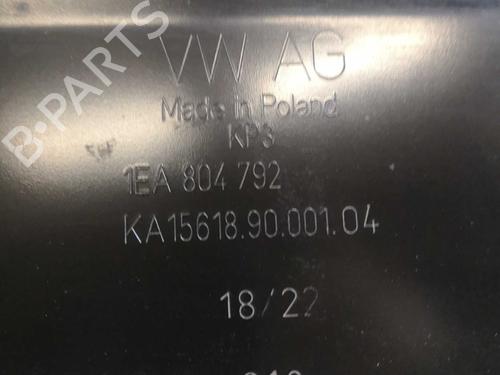 B-PARTS
VW AG
Made in Poland
KP3
1EA 804 792
KA15618.90.001.04
18/22